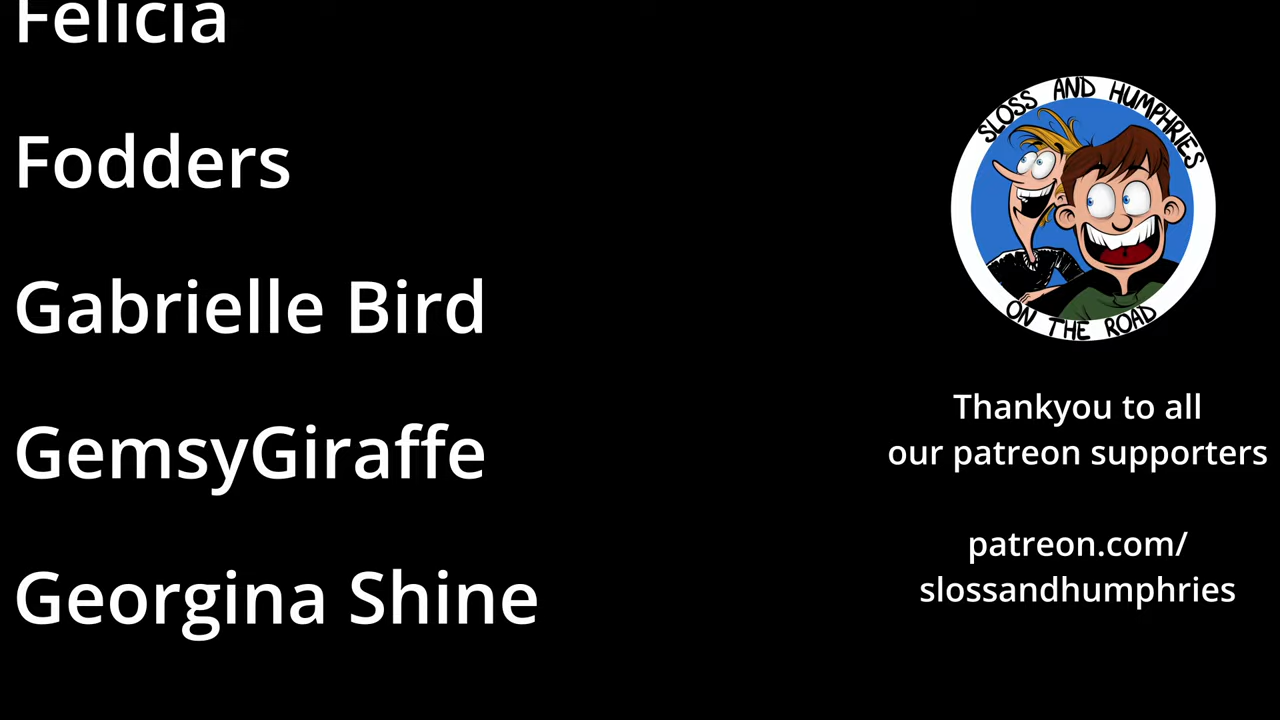 Felicia
Fodders
Gabrielle Bird
GemsyGiraffe
Georgina Shine
SLOSS AND HUMPHRIES
ON THE ROAD
Thankyou to all
our patreon supporters
patreon.com/
slossandhumphries